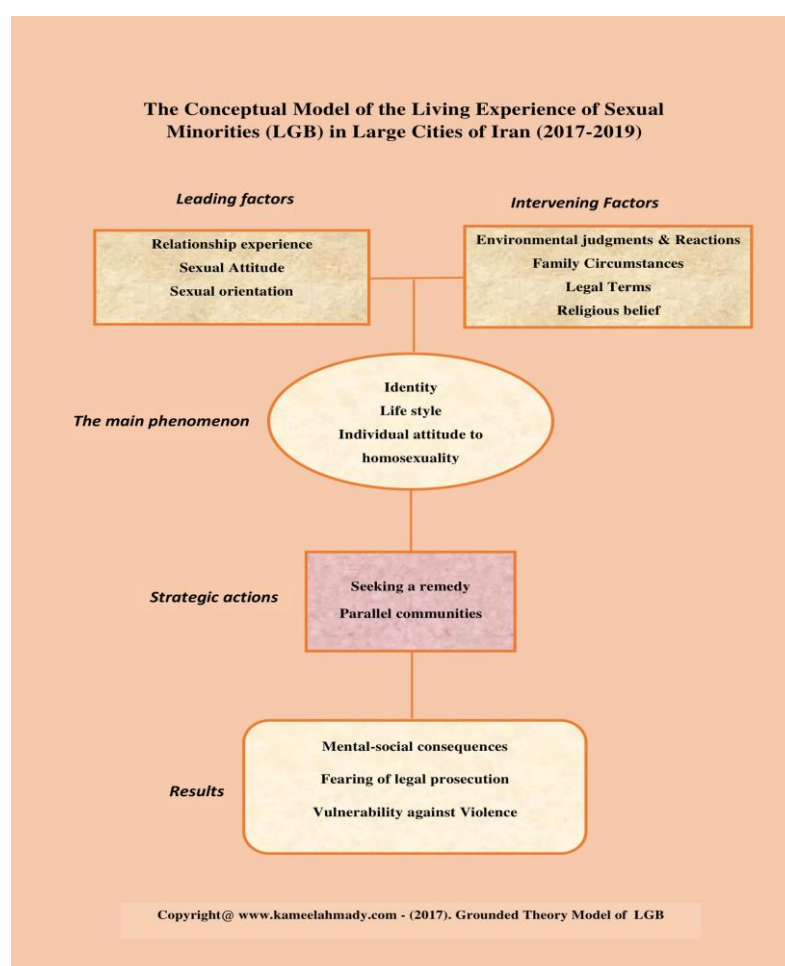 The Conceptual Model of the Living Experience of Sexual
Minorities (LGB) in Large Cities of Iran (2017-2019)
Leading factors
Intervening Factors
Relationship experience
Sexual Attitude
Sexual orientation
Environmental judgments & Reactions
Family Circumstances
Legal Terms
Religious belief
The main phenomenon
Identity
Life style
Individual attitude to
homosexuality
Strategic actions
Seeking a remedy
Parallel communities
Results
Mental-social consequences
Fearing of legal prosecution
Vulnerability against Violence
Copyright@ www.kameelahmady.com - (2017). Grounded Theory Model of LGB